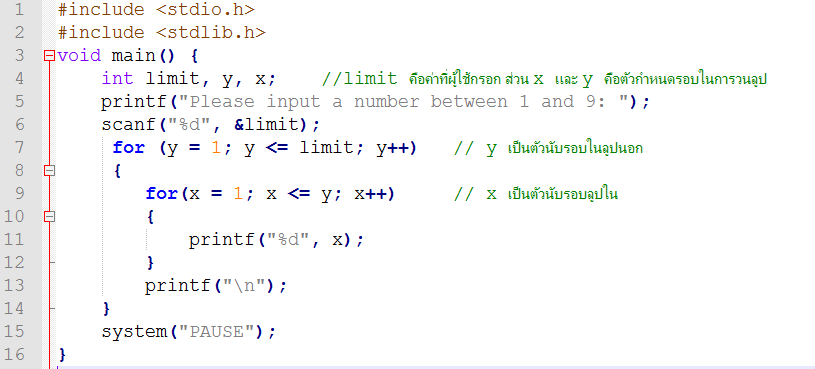 1 #include <stdio.h>
2 #include <stdlib.h>
3 void main() {
4 int limit, y, x; //limit คือค่าที่ผู้ใช้กรอก ส่วน x และ y คือตัวกำหนดรอบในการวนลูป
5 printf("Please input a number between 1 and 9: ");
6 scanf("%d", &limit);
7 for (y = 1; y <= limit; y++) // y เป็นตัวนับรอบในลูปนอก
8 {
9 for(x = 1; x <= y; x++) // x เป็นตัวนับรอบลูปใน
10 {
11 printf("%d", x);
12 }
13 printf("\n");
14 }
15 system("PAUSE");
16 }